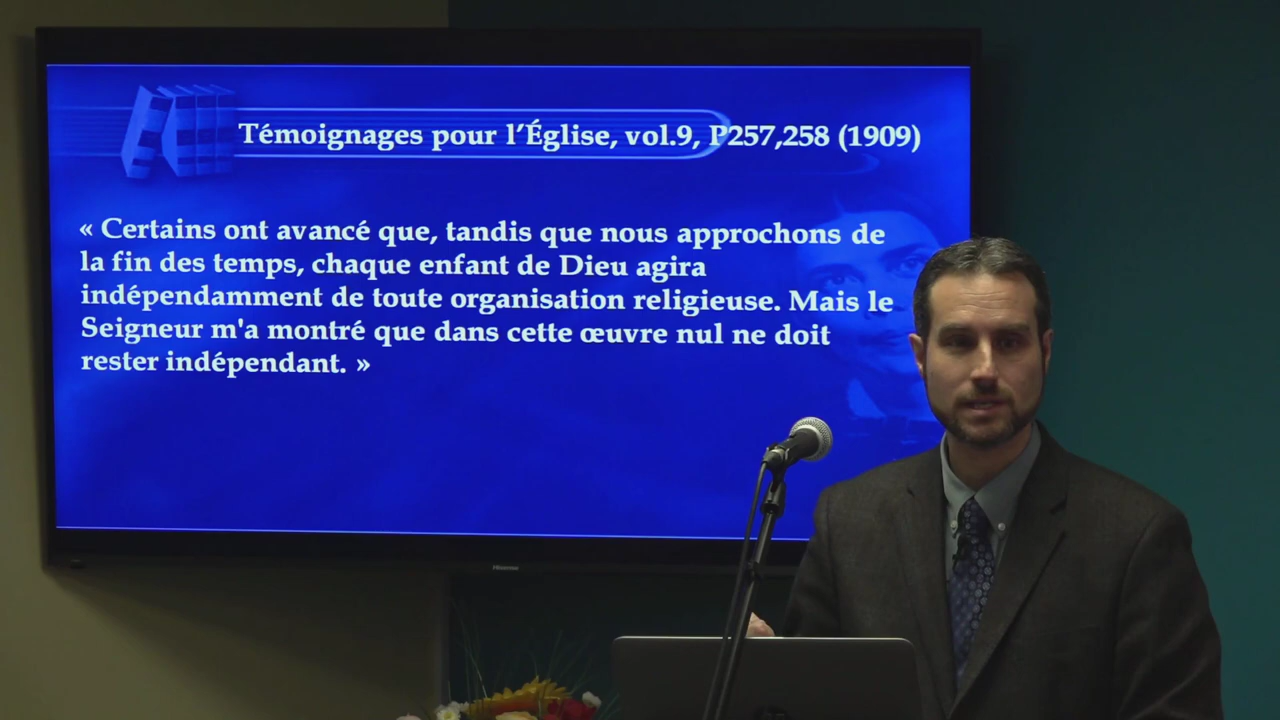 Témoignages pour l'Église, vol.9, P257,258 (1909)
« Certains ont avancé que, tandis que nous approchons de
la fin des temps, chaque enfant de Dieu agira
indépendamment de toute organisation religieuse. Mais le
Seigneur m'a montré que dans cette œuvre nul ne doit
rester indépendant. »
Hisense